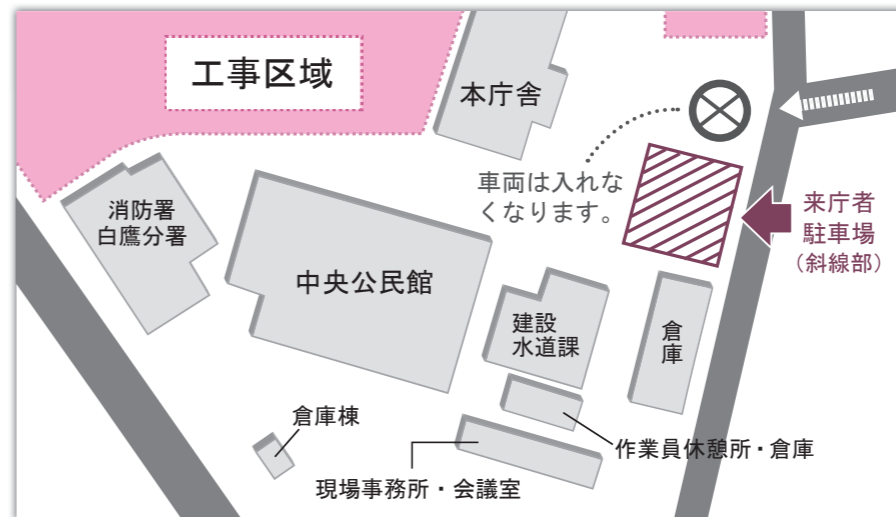 工事区域
本庁舎
車両は入れな
くなります。
来庁者
駐車場
（斜線部）
消防署
白鷹分署
中央公民館
建設
水道課
倉庫
倉庫棟
作業員休憩所・倉庫
現場事務所・会議室